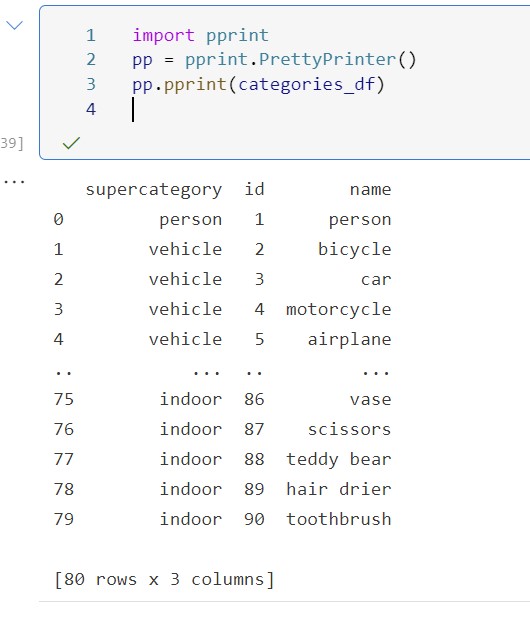 1 import pprint
2 pp = pprint.PrettyPrinter()
3 pp.pprint(categories_df)
4
39]
...
supercategory id name
0 person 1 person
1 vehicle 2 bicycle
2 vehicle 3 car
3 vehicle 4 motorcycle
4 vehicle 5 airplane
.. ... .. ...
75 indoor 86 vase
76 indoor 87 scissors
77 indoor 88 teddy bear
78 indoor 89 hair drier
79 indoor 90 toothbrush
[80 rows x 3 columns]